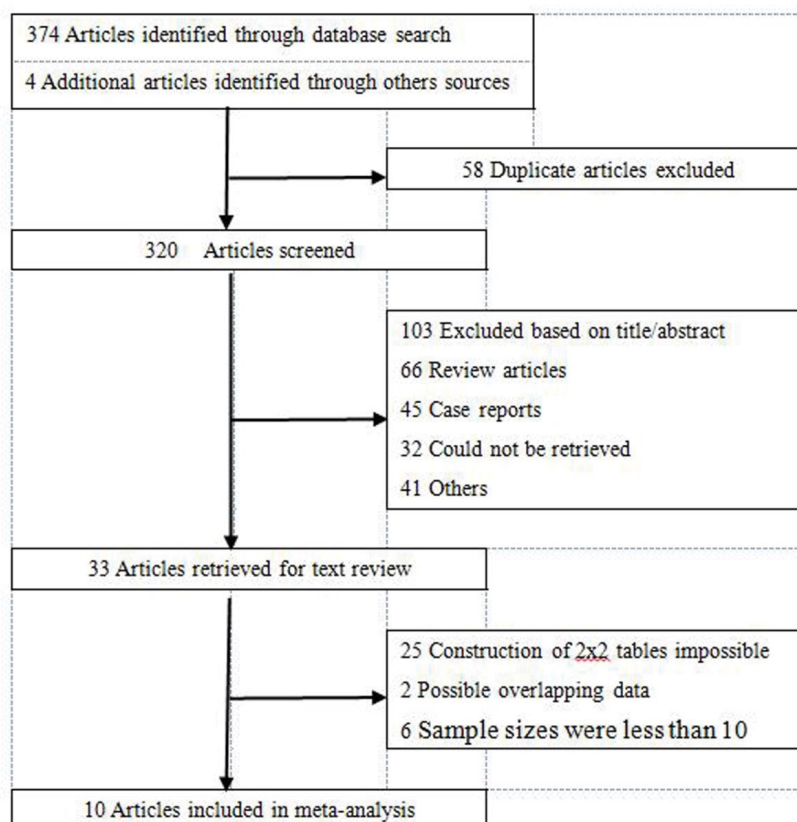 374 Articles identified through database search
4 Additional articles identified through others sources
58 Duplicate articles excluded
320 Articles screened
103 Excluded based on title/abstract
66 Review articles
45 Case reports
32 Could not be retrieved
41 Others
33 Articles retrieved for text review
25 Construction of 2x2 tables impossible
2 Possible overlapping data
6 Sample sizes were less than 10
10 Articles included in meta-analysis